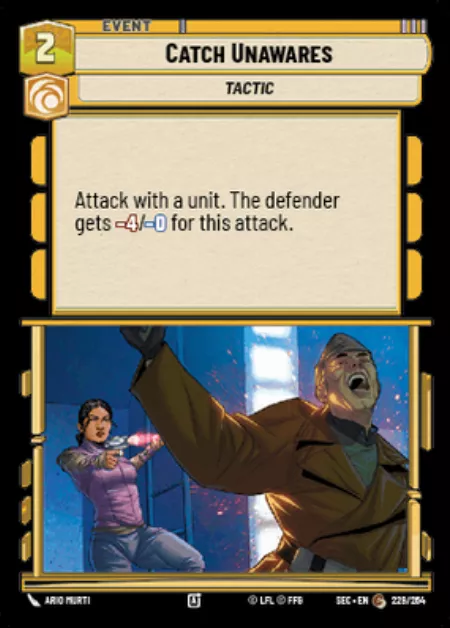 EVENT
2
CATCH UNAWARES
TACTIC
Attack with a unit. The defender
gets -4/-0 for this attack.
ARIO MURTI
A
© LFL © FFG
SEC • EN
229/264